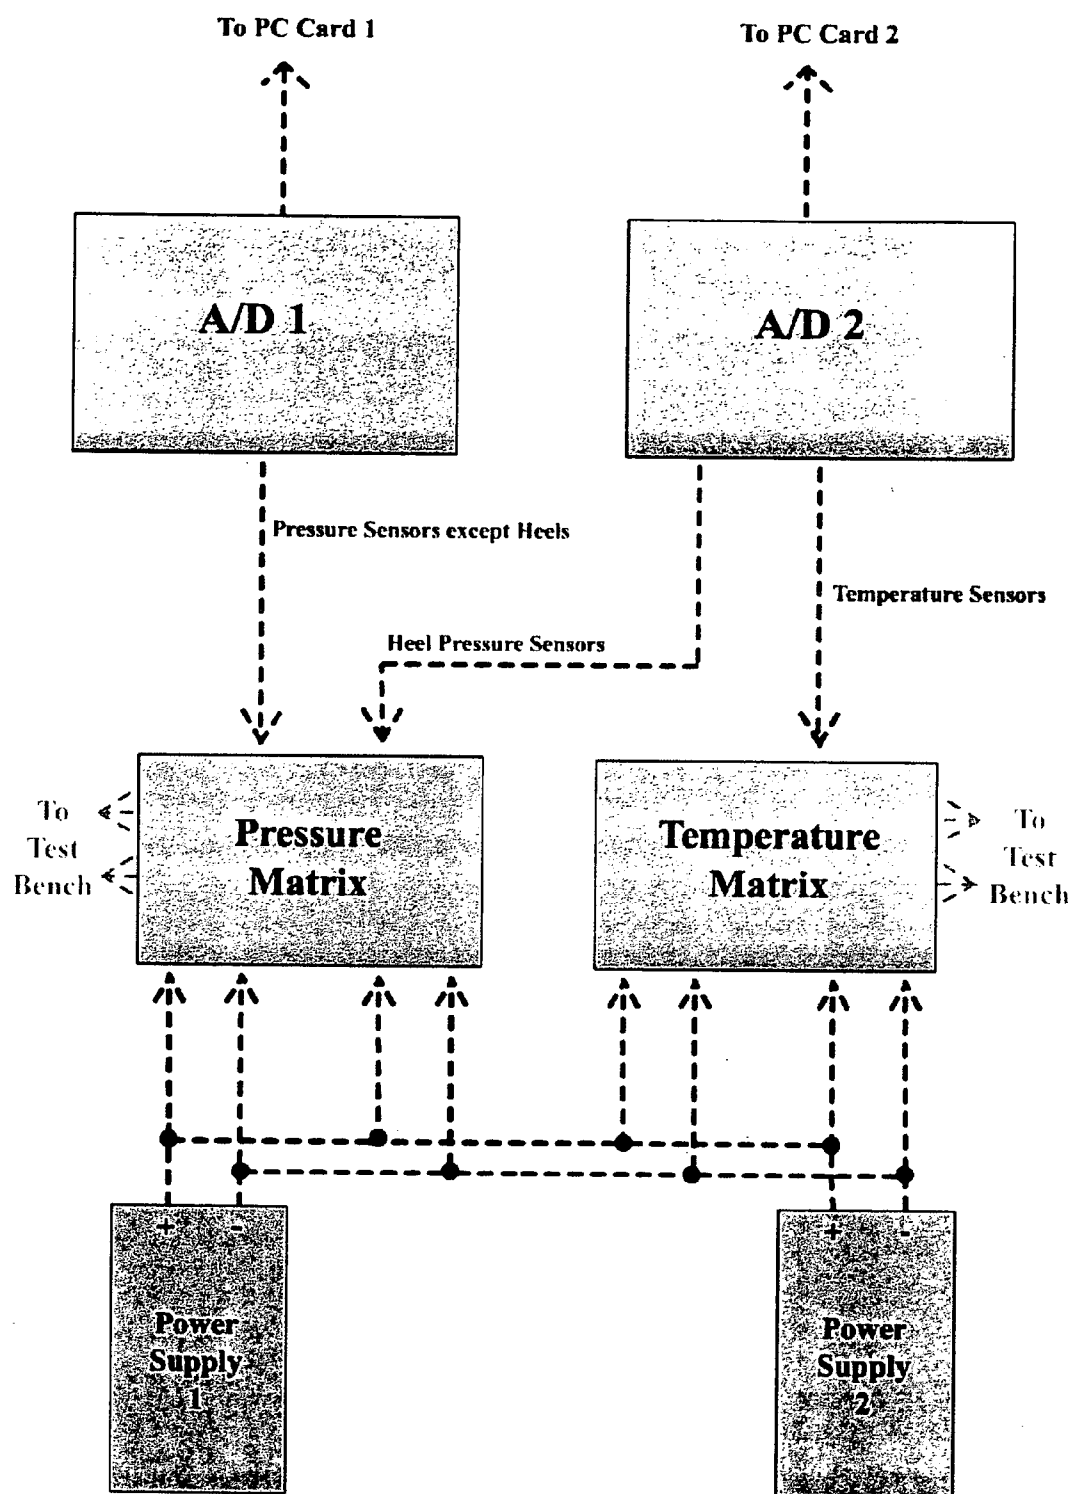 To PC Card 1
To PC Card 2
A/D 1
A/D 2
Pressure Sensors except Heels
Temperature Sensors
Heel Pressure Sensors
To
Test
Bench
Pressure
Matrix
Temperature
Matrix
To
Test
Bench
+ -
Power
Supply
1
+ -
Power
Supply
2